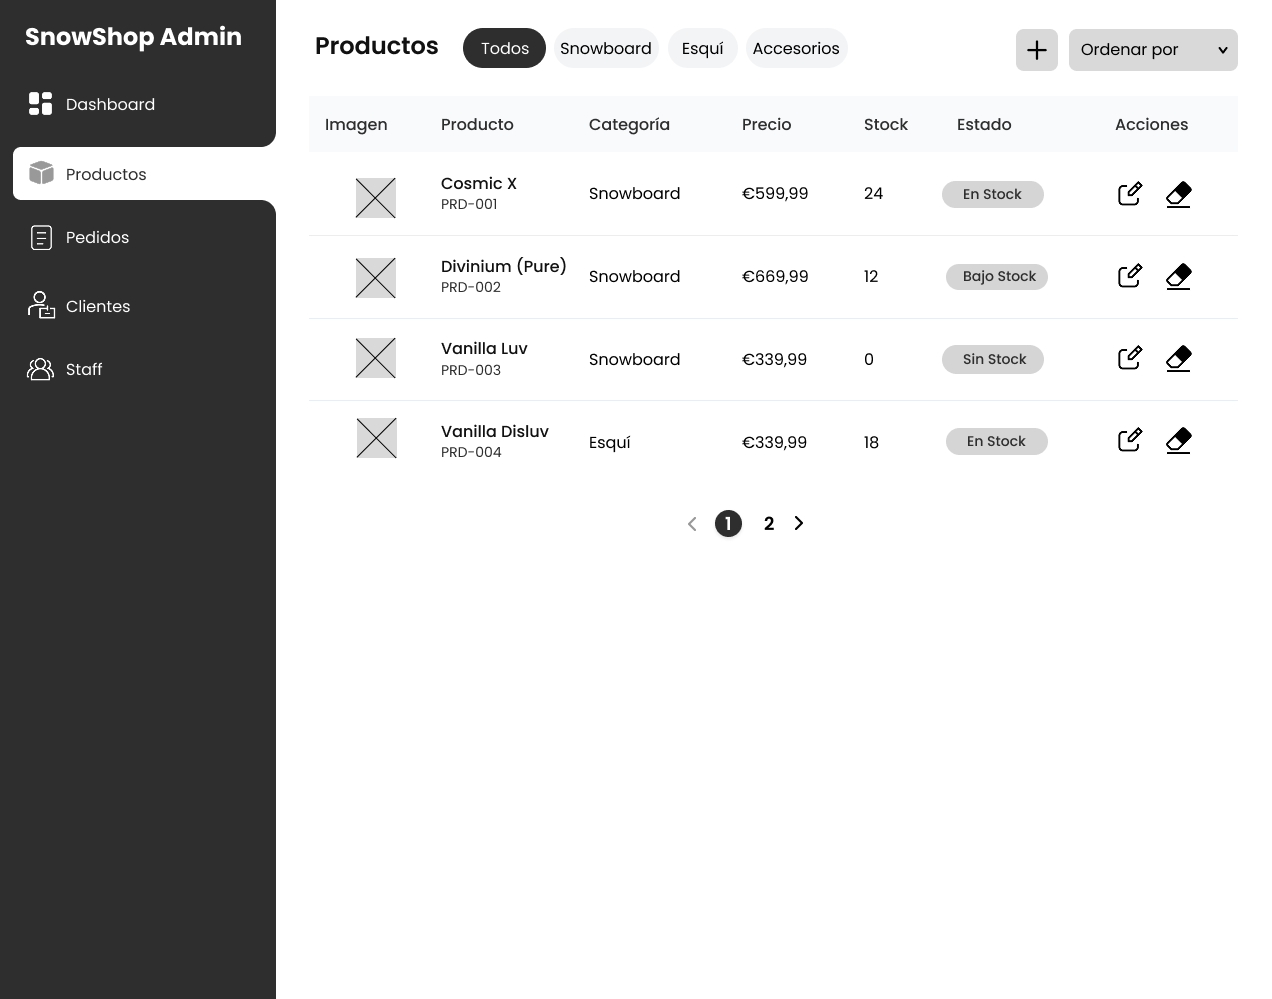 SnowShop Admin
Dashboard
Productos
Pedidos
Clientes
Staff
Productos Todos Snowboard Esquí Accesorios Ordenar por
Imagen Producto Categoría Precio Stock Estado Acciones
Cosmic X
PRD-001
Snowboard €599,99 24 En Stock
Divinium (Pure)
PRD-002
Snowboard €669,99 12 Bajo Stock
Vanilla Luv
PRD-003
Snowboard €339,99 0 Sin Stock
Vanilla Disluv
PRD-004
Esquí €339,99 18 En Stock
1 2